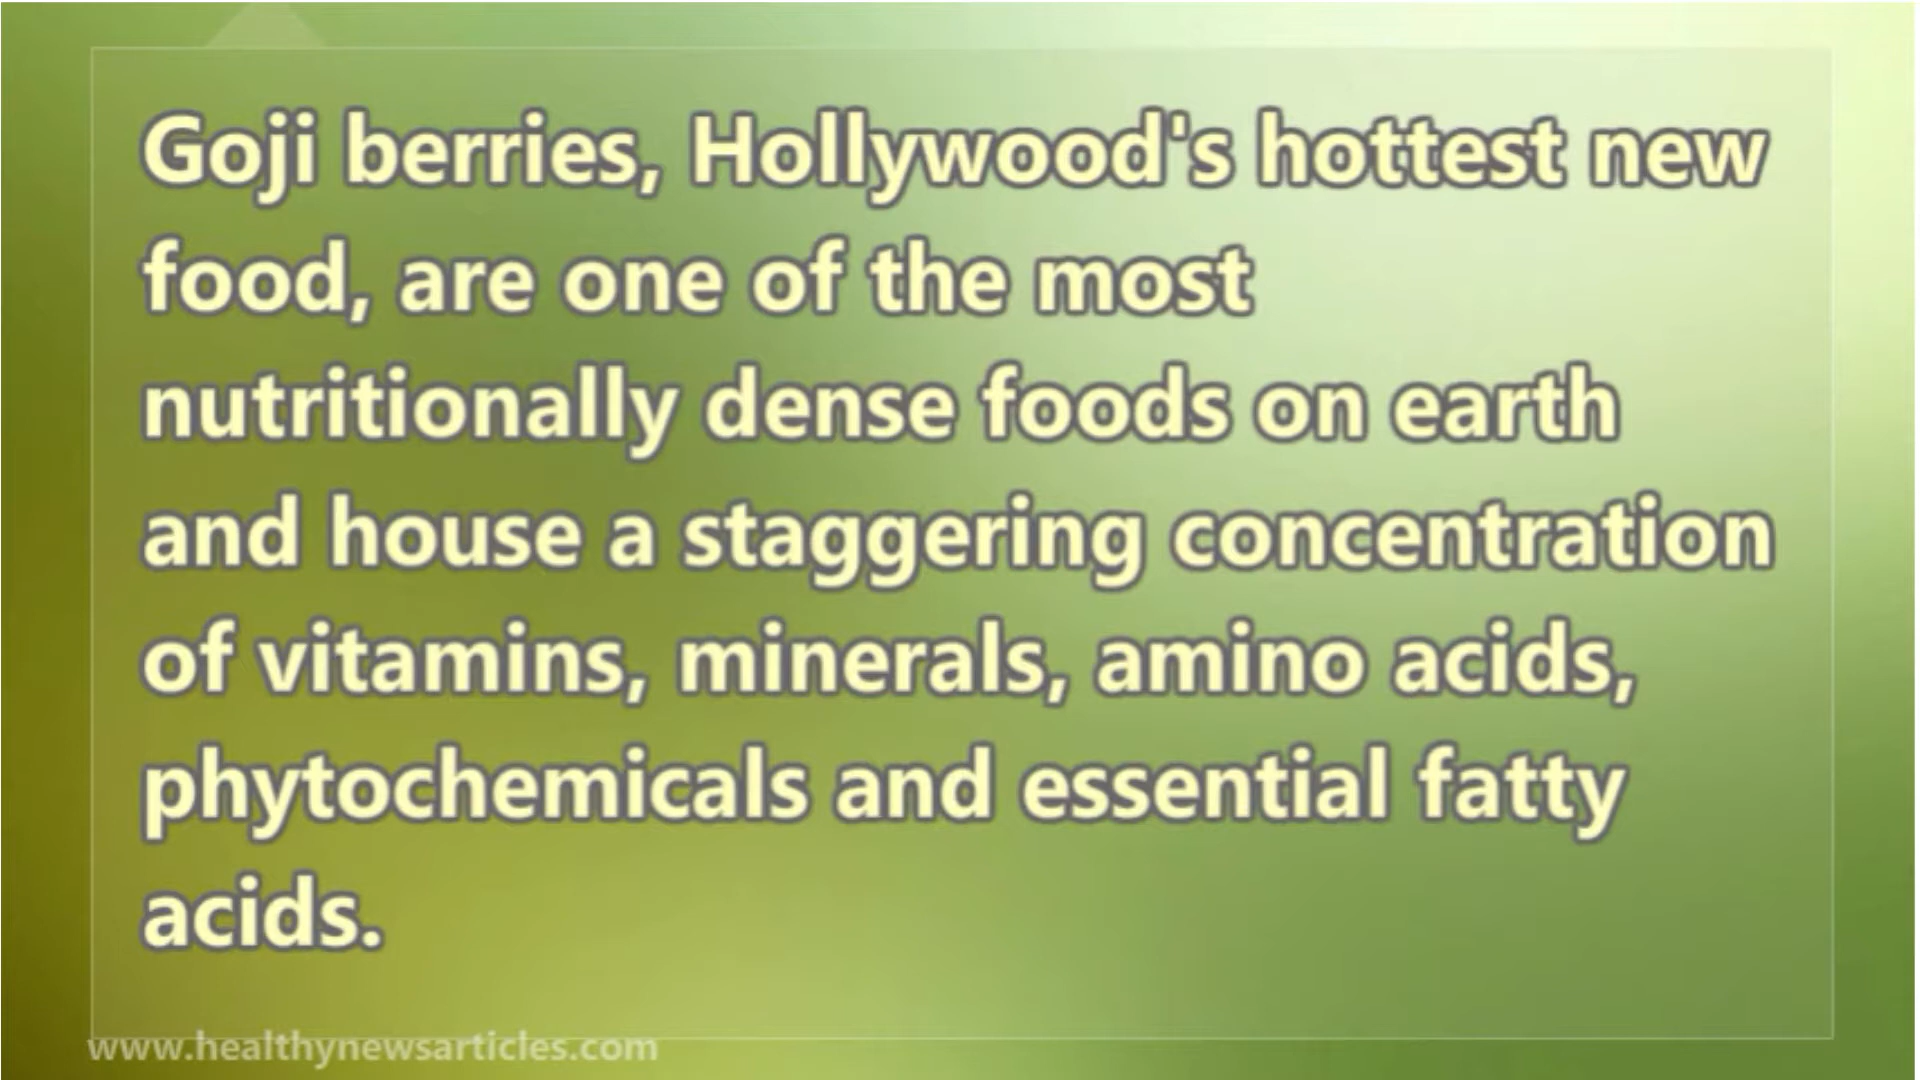 Goji berries, Hollywood's hottest new
food, are one of the most
nutritionally dense foods on earth
and house a staggering concentration
of vitamins, minerals, amino acids,
phytochemicals and essential fatty
acids.
www.healthynewsarticles.com